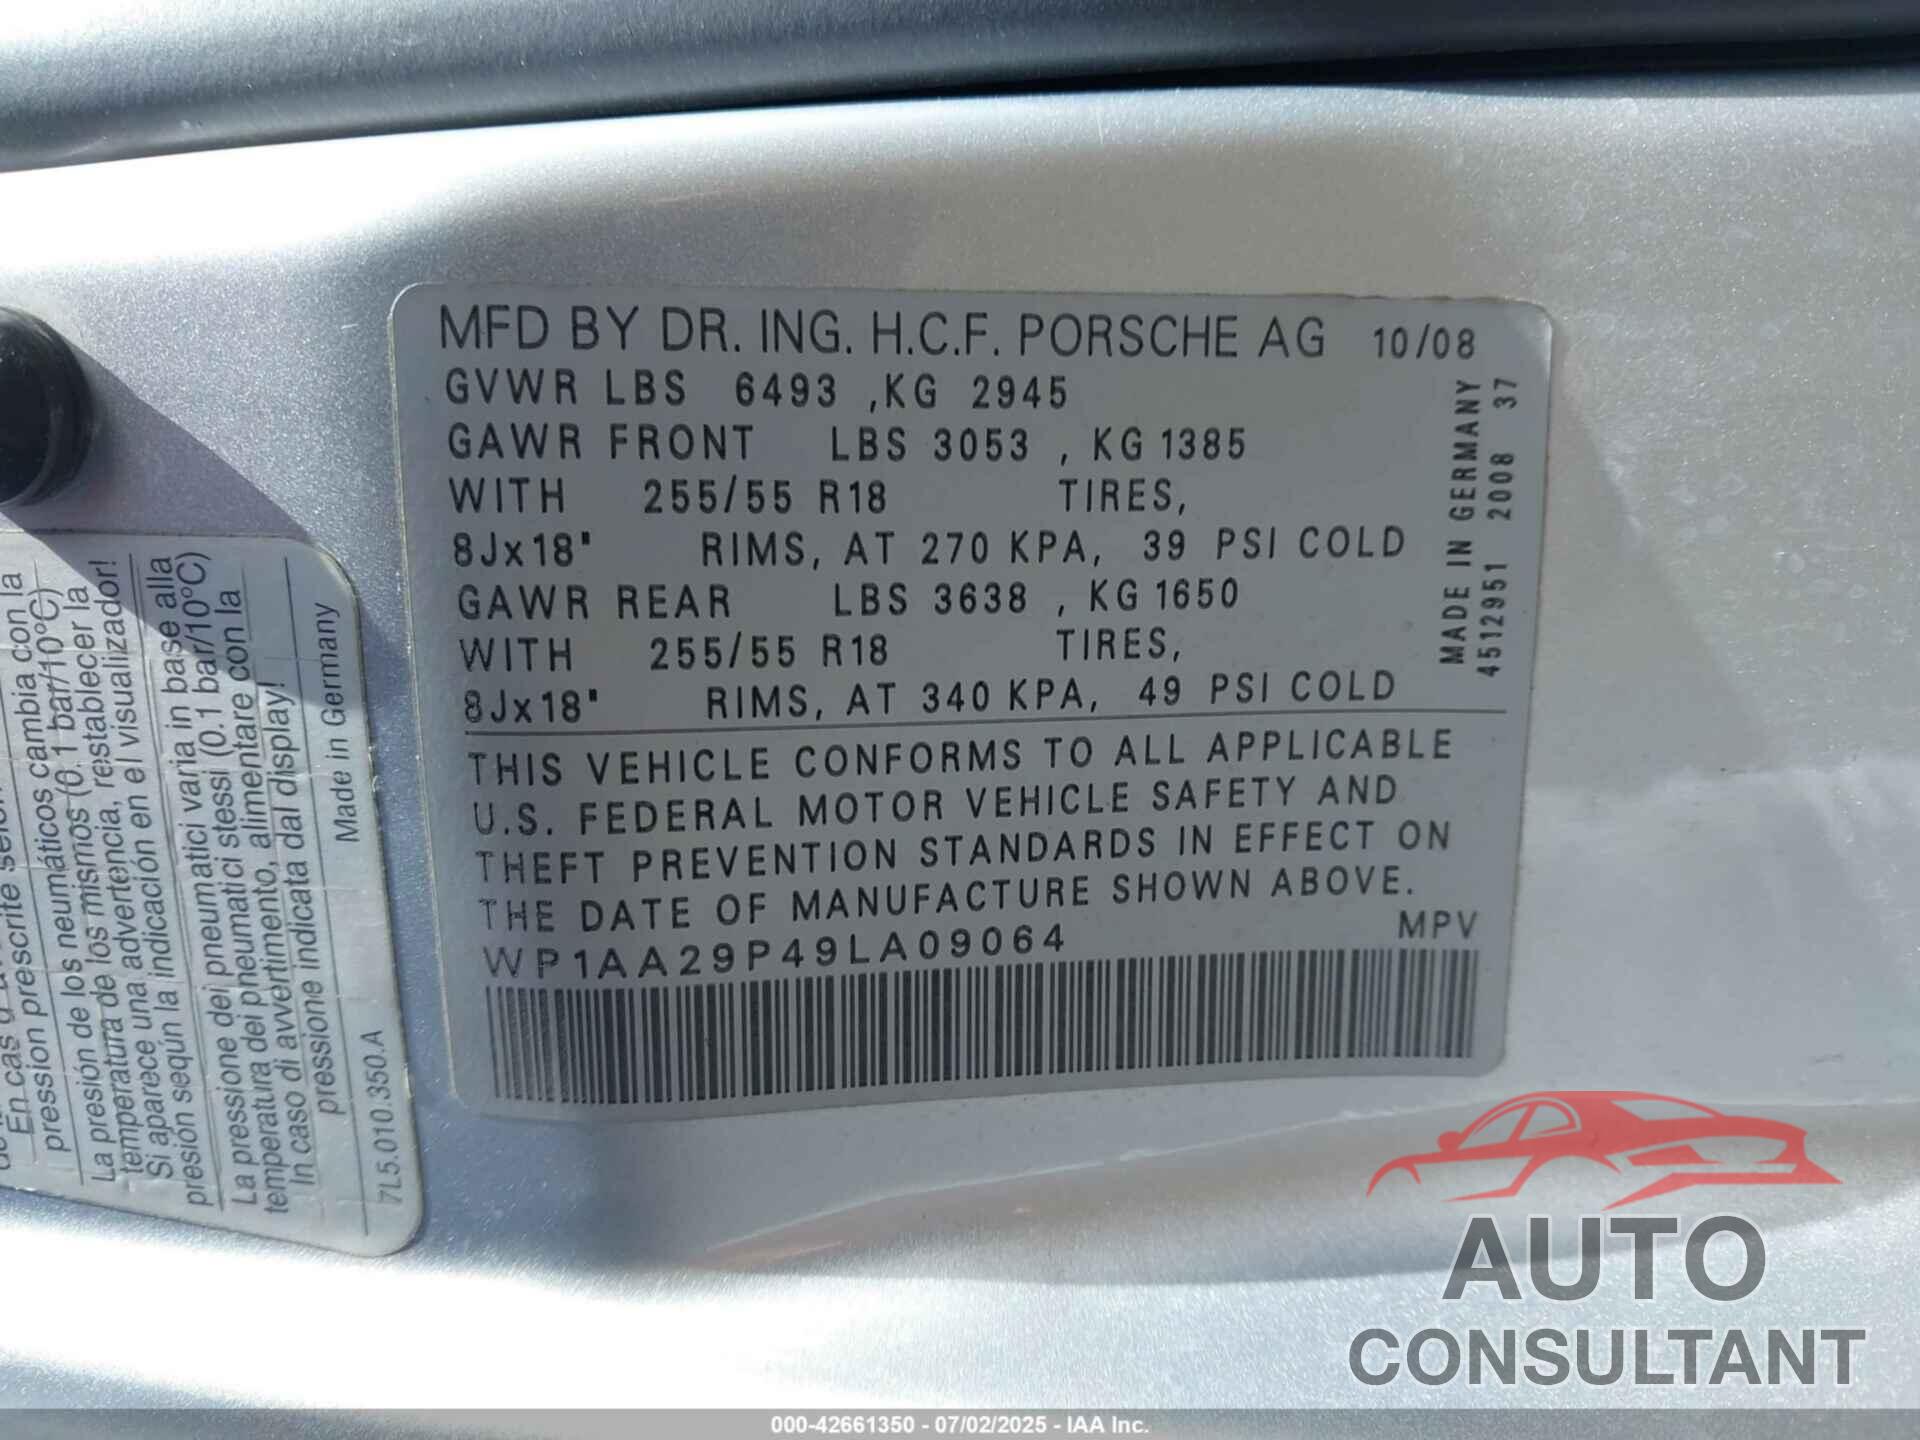 MFD BY DR. ING. H.C.F. PORSCHE AG 10/08
GVWR LBS 6493 ,KG 2945
GAWR FRONT LBS 3053 , KG 1385
WITH 255/55 R18 TIRES,
8Jx18" RIMS, AT 270 KPA, 39 PSI COLD
GAWR REAR LBS 3638 , KG 1650
WITH 255/55 R18 TIRES,
8Jx18" RIMS, AT 340 KPA, 49 PSI COLD
MADE IN GERMANY
4512951 2008 37
THIS VEHICLE CONFORMS TO ALL APPLICABLE
U.S. FEDERAL MOTOR VEHICLE SAFETY AND
THEFT PREVENTION STANDARDS IN EFFECT ON
THE DATE OF MANUFACTURE SHOWN ABOVE.
WP1AA29P49LA09064 MPV
En cas
pression prescrite
La presión de los neumáticos cambia con la
temperatura de los mismos (0.1 bar/10°C)
Si aparece una advertencia, restablecer la
presión según la indicación en el visualizador!
La pressione dei pneumatici varia in base alla
temperatura dei pneumatici stessi (0.1 bar/10°C)
In caso di avvertimento, alimentare con la
pressione indicata dal display!
Made in Germany
7L5.010.350.A
AUTO
CONSULTANT
000-42661350 - 07/02/2025 - IAA Inc.